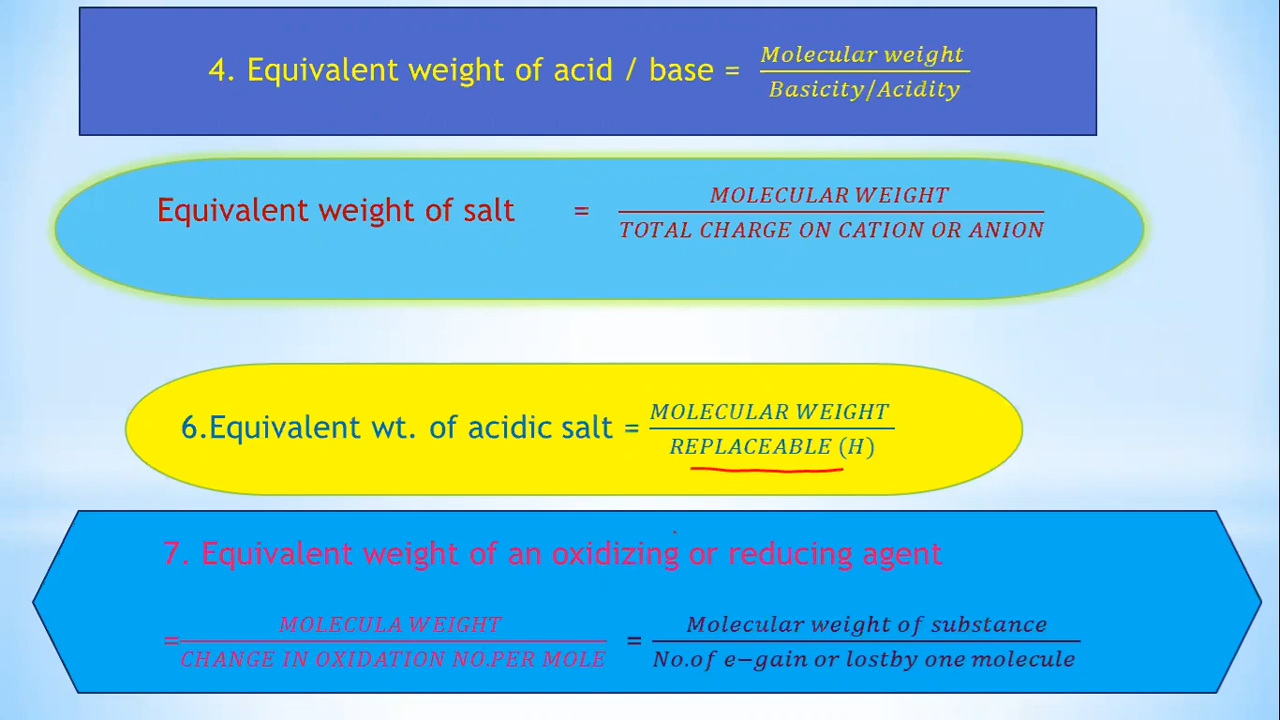 4. Equivalent weight of acid / base = Molecular weight
Basicity/Acidity
Equivalent weight of salt = MOLECULAR WEIGHT
TOTAL CHARGE ON CATION OR ANION
6.Equivalent wt. of acidic salt = MOLECULAR WEIGHT
REPLACEABLE (H)
7. Equivalent weight of an oxidizing or reducing agent
= MOLECULA WEIGHT = Molecular weight of substance
CHANGE IN OXIDATION NO.PER MOLE No.of e−gain or lostby one molecule